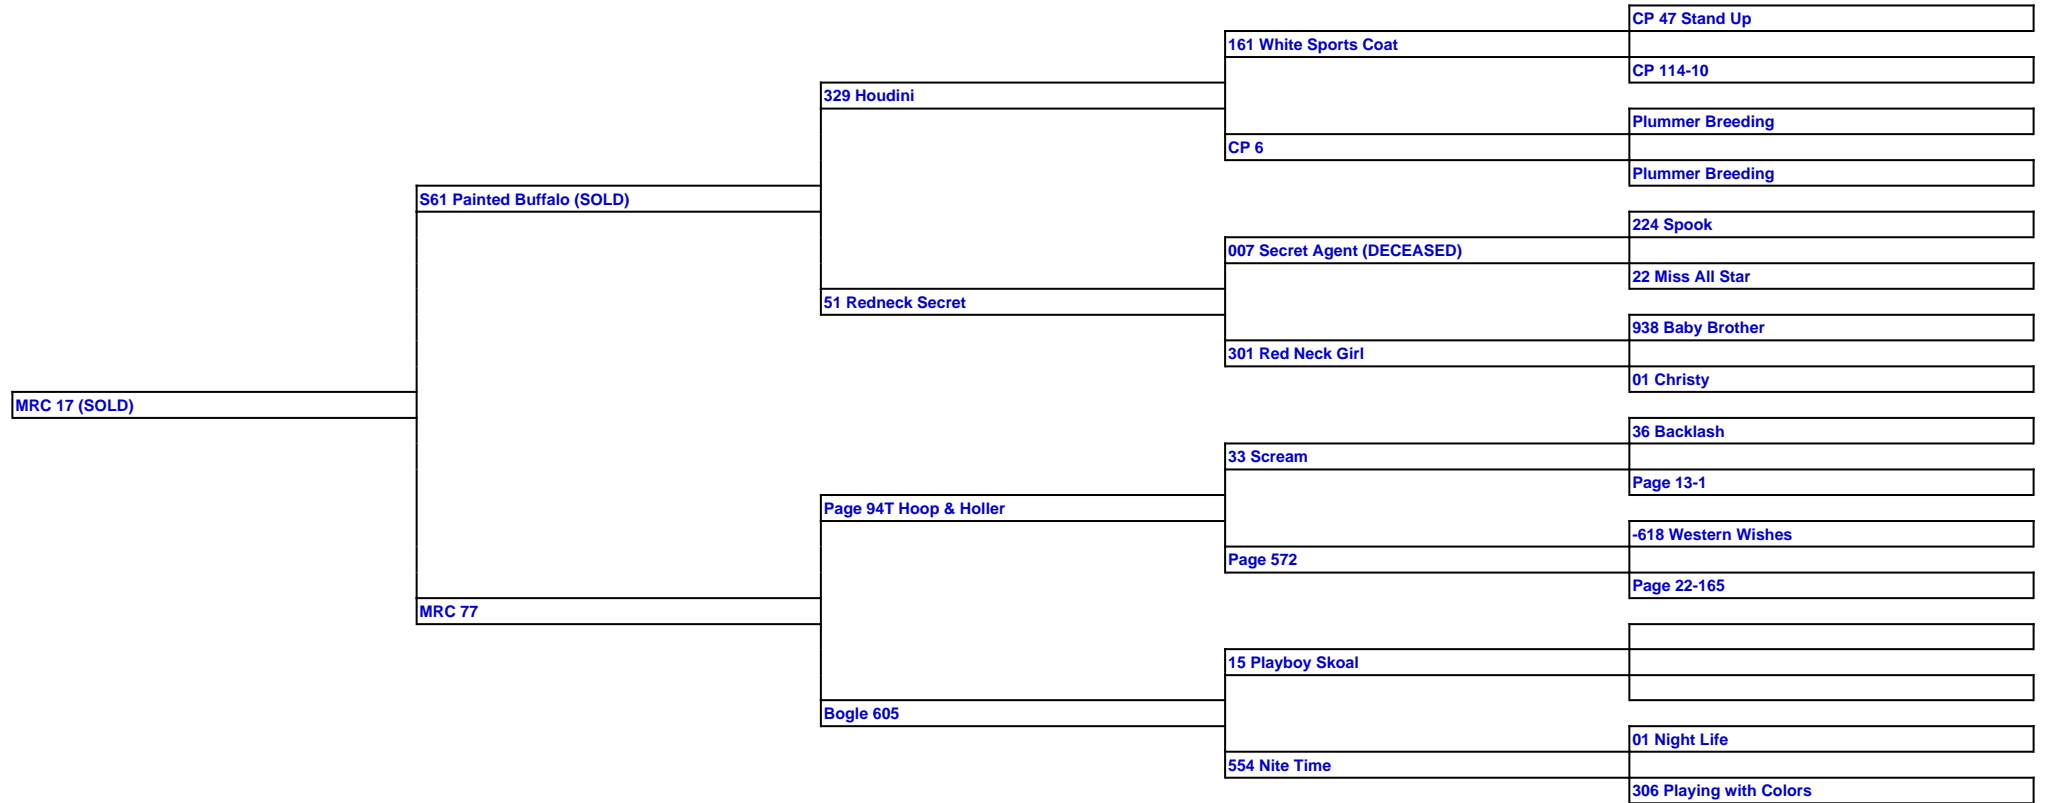 CP 47 Stand Up
161 White Sports Coat
CP 114-10
329 Houdini
Plummer Breeding
CP 6
Plummer Breeding
S61 Painted Buffalo (SOLD)
224 Spook
007 Secret Agent (DECEASED)
22 Miss All Star
51 Redneck Secret
938 Baby Brother
301 Red Neck Girl
01 Christy
MRC 17 (SOLD)
36 Backlash
33 Scream
Page 13-1
Page 94T Hoop & Holler
-618 Western Wishes
Page 572
Page 22-165
MRC 77
15 Playboy Skoal
Bogle 605
01 Night Life
554 Nite Time
306 Playing with Colors